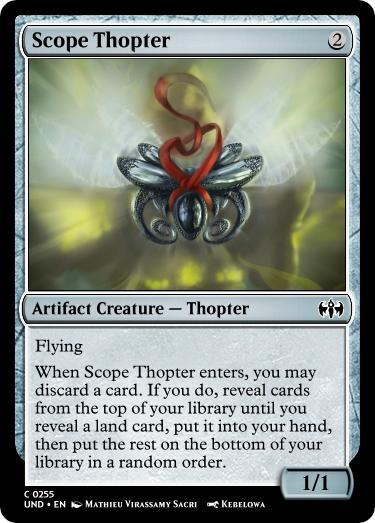 Scope Thopter 2
Artifact Creature — Thopter
Flying
When Scope Thopter enters, you may
discard a card. If you do, reveal cards
from the top of your library until you
reveal a land card, put it into your hand,
then put the rest on the bottom of your
library in a random order.
1/1
C 0255
UND • EN Mathieu Virassamy Sacri Kebelowa